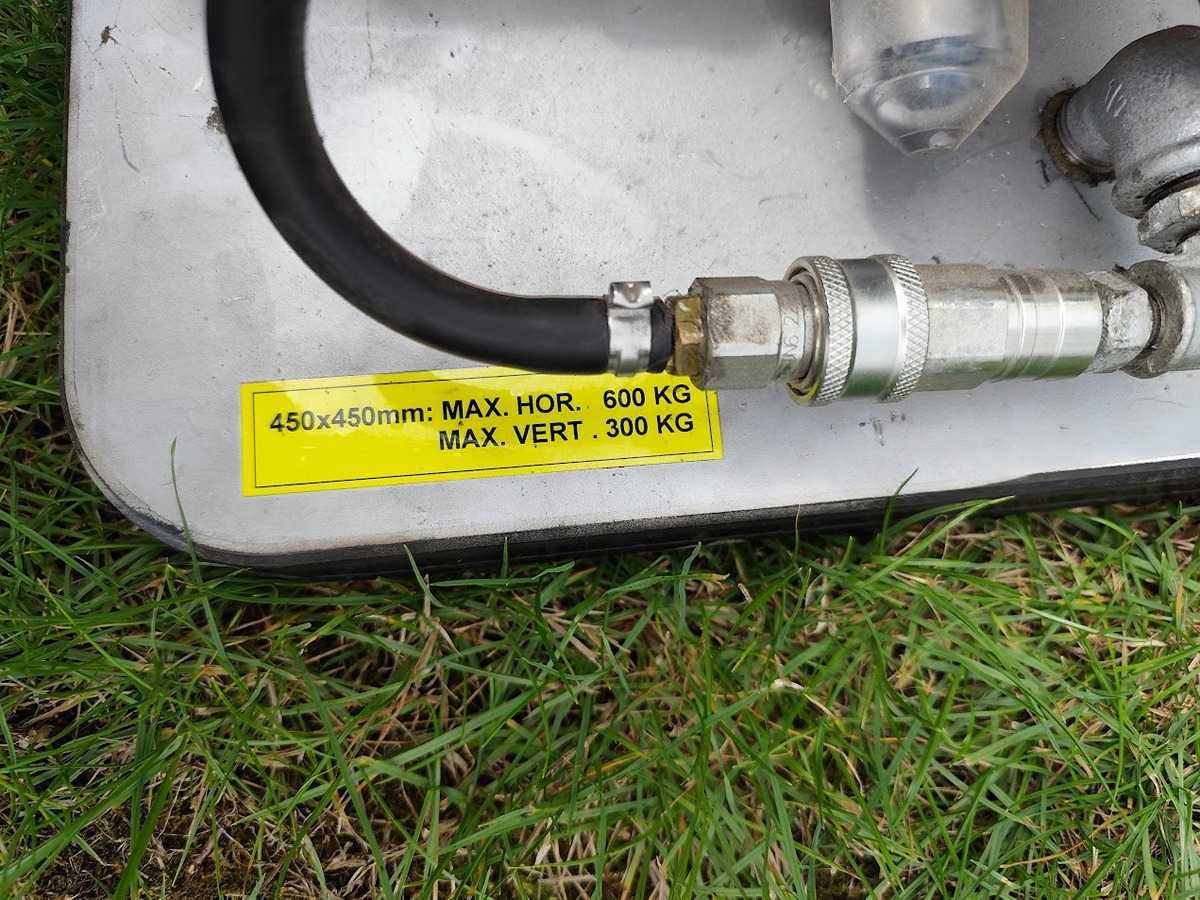 450x450mm: MAX. HOR. 600 KG
MAX. VERT . 300 KG